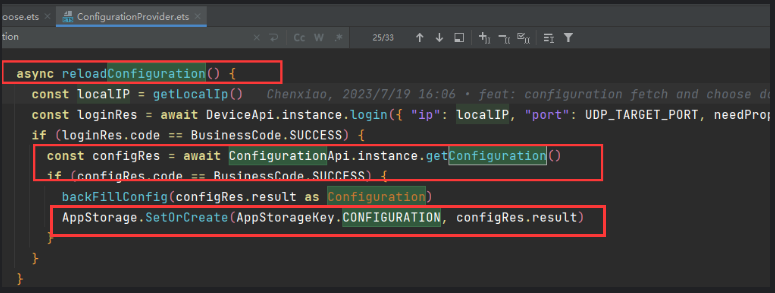 oose.ets × ConfigurationProvider.ets ×
tion × Cc W .* 25/33
async reloadConfiguration() {
const localIP = getLocalIp() Chenxiao, 2023/7/19 16:06 • feat: configuration fetch and choose do
const loginRes = await DeviceApi.instance.login({ "ip": localIP, "port": UDP_TARGET_PORT, needProp
if (loginRes.code == BusinessCode.SUCCESS) {
const configRes = await ConfigurationApi.instance.getConfiguration()
if (configRes.code == BusinessCode.SUCCESS) {
backFillConfig(configRes.result as Configuration)
AppStorage.SetOrCreate(AppStorageKey.CONFIGURATION, configRes.result)
}
}
}